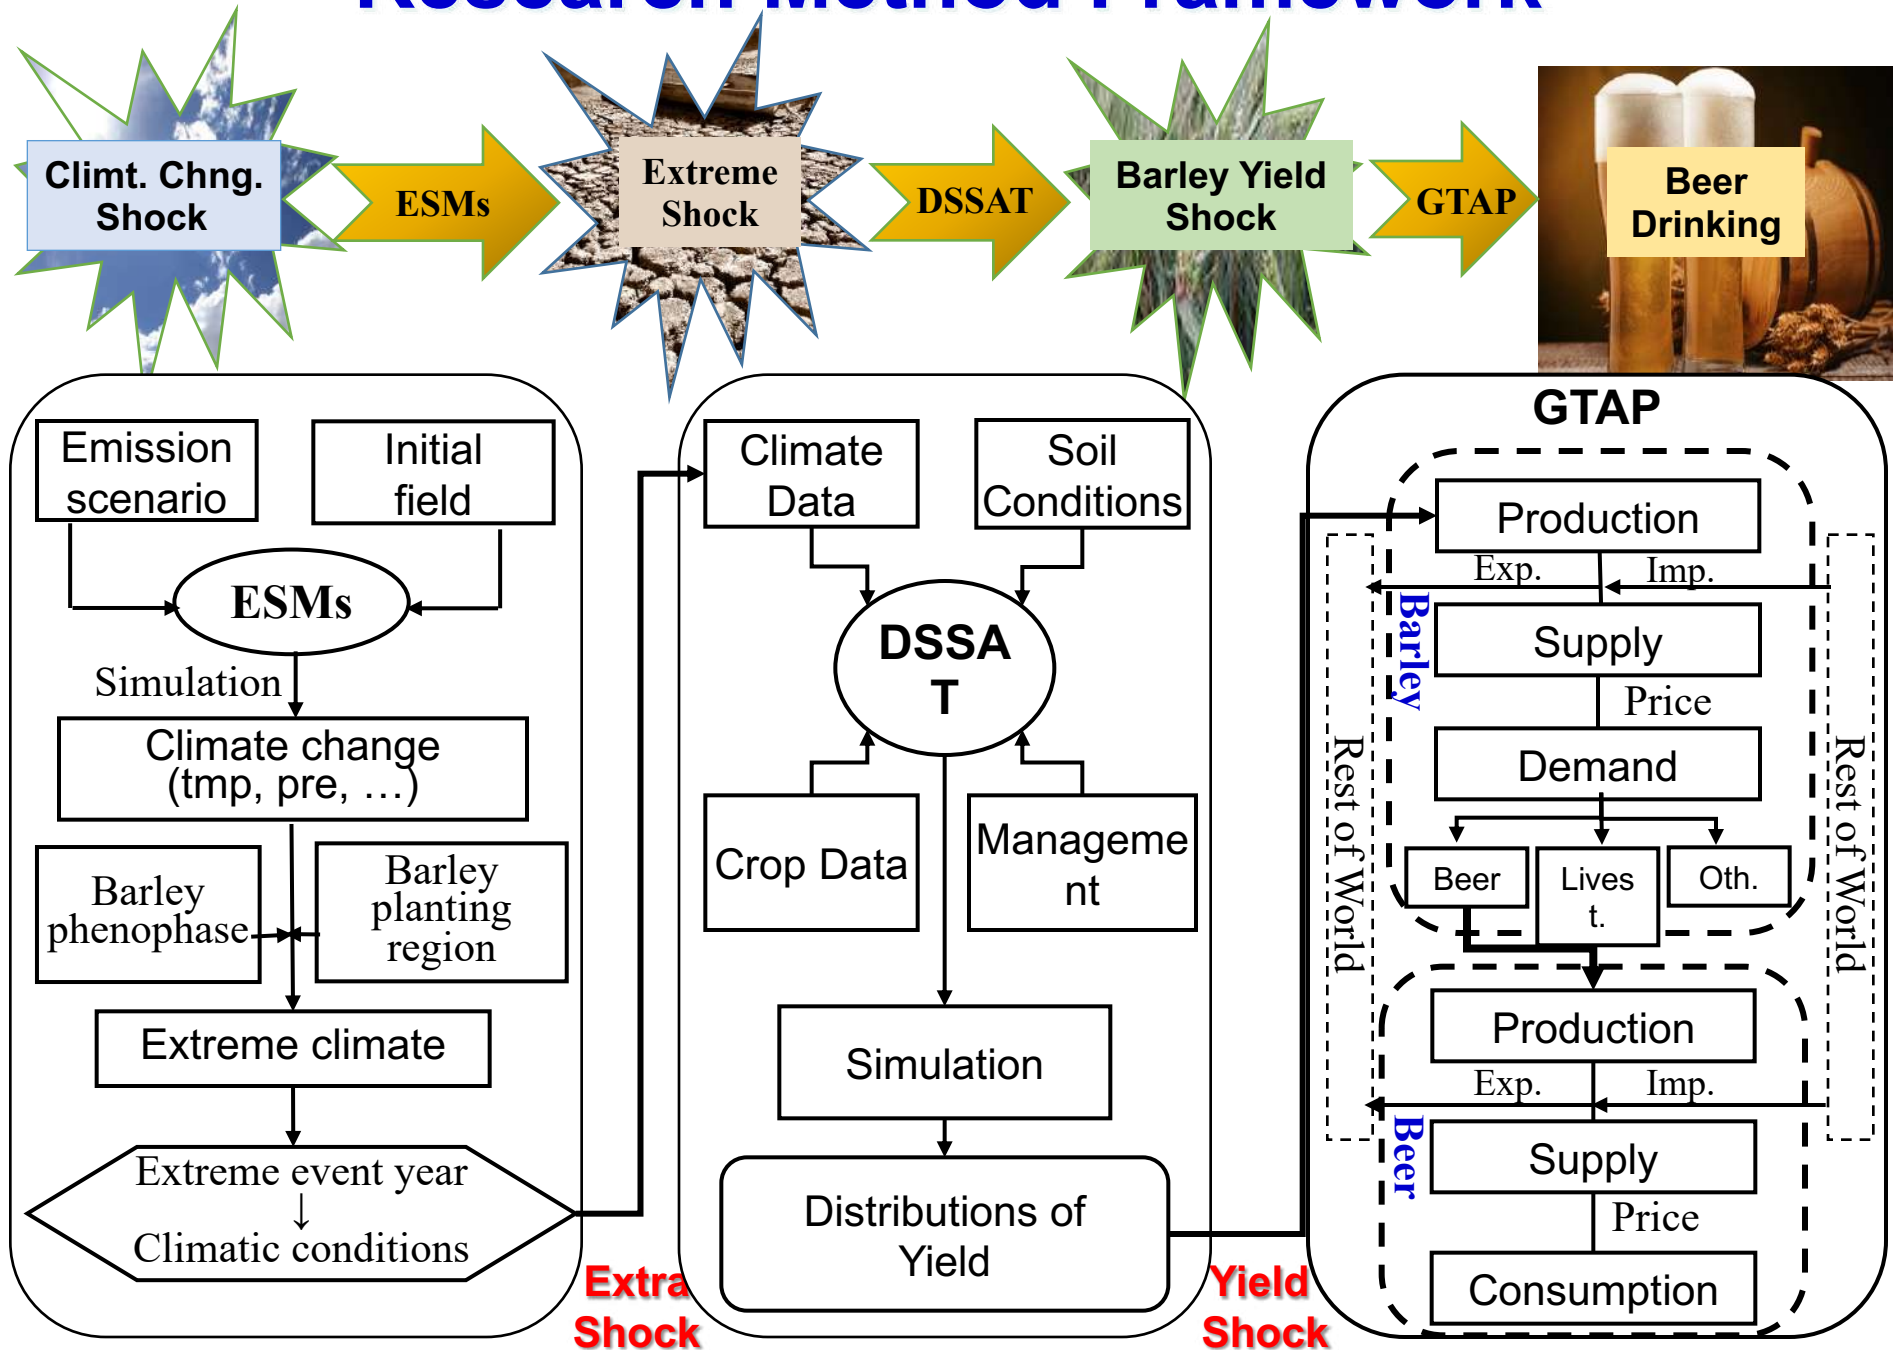 Research Method Framework
Climt. Chng.
Shock
ESMs
Extreme
Shock
DSSAT
Barley Yield
Shock
GTAP
Beer
Drinking
Emission
scenario
Initial
field
ESMs
Simulation
Climate change
(tmp, pre, …)
Barley
phenophase
Barley
planting
region
Extreme climate
Extreme event year
↓
Climatic conditions
Extra
Shock
Climate
Data
Soil
Conditions
DSSA
T
Crop Data
Manageme
nt
Simulation
Distributions of
Yield
Yield
Shock
GTAP
Production
Exp.
Imp.
Barley
Supply
Price
Demand
Beer
Lives
t.
Oth.
Rest of World
Rest of World
Production
Exp.
Imp.
Beer
Supply
Price
Consumption